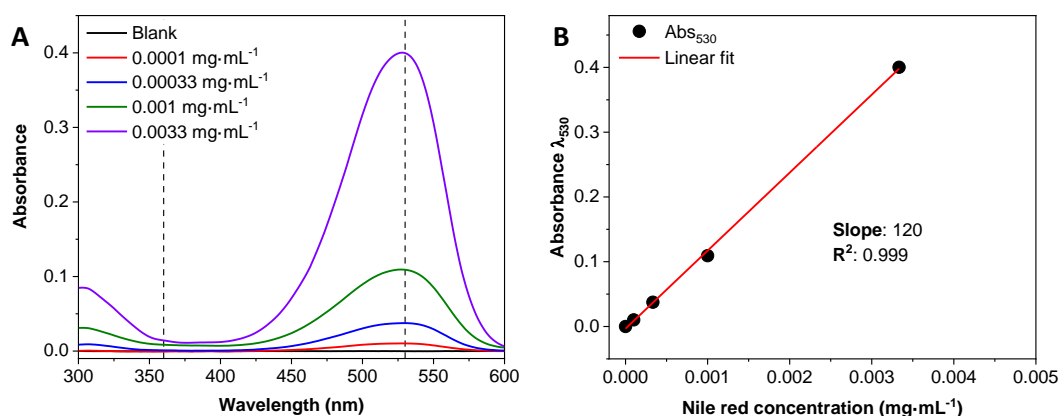 A
Blank
0.0001 mg·mL⁻¹
0.00033 mg·mL⁻¹
0.001 mg·mL⁻¹
0.0033 mg·mL⁻¹
Absorbance
0.4
0.3
0.2
0.1
0.0
300 350 400 450 500 550 600
Wavelength (nm)
B
Abs₅₃₀
Linear fit
Absorbance λ₅₃₀
0.4
0.3
0.2
0.1
0.0
Slope: 120
R²: 0.999
0.000 0.001 0.002 0.003 0.004 0.005
Nile red concentration (mg·mL⁻¹)